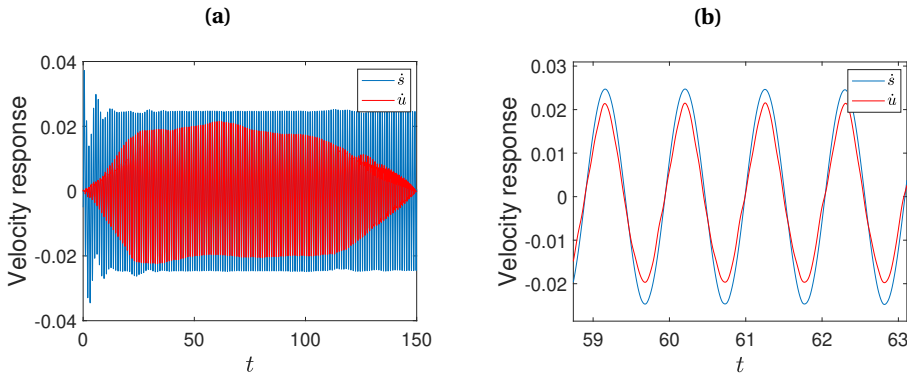 (a)
0.04
0.02
0
-0.02
-0.04
0
50
100
150
Velocity response
t
ṡ
u̇
(b)
0.03
0.02
0.01
0
-0.01
-0.02
59
60
61
62
63
Velocity response
t
ṡ
u̇